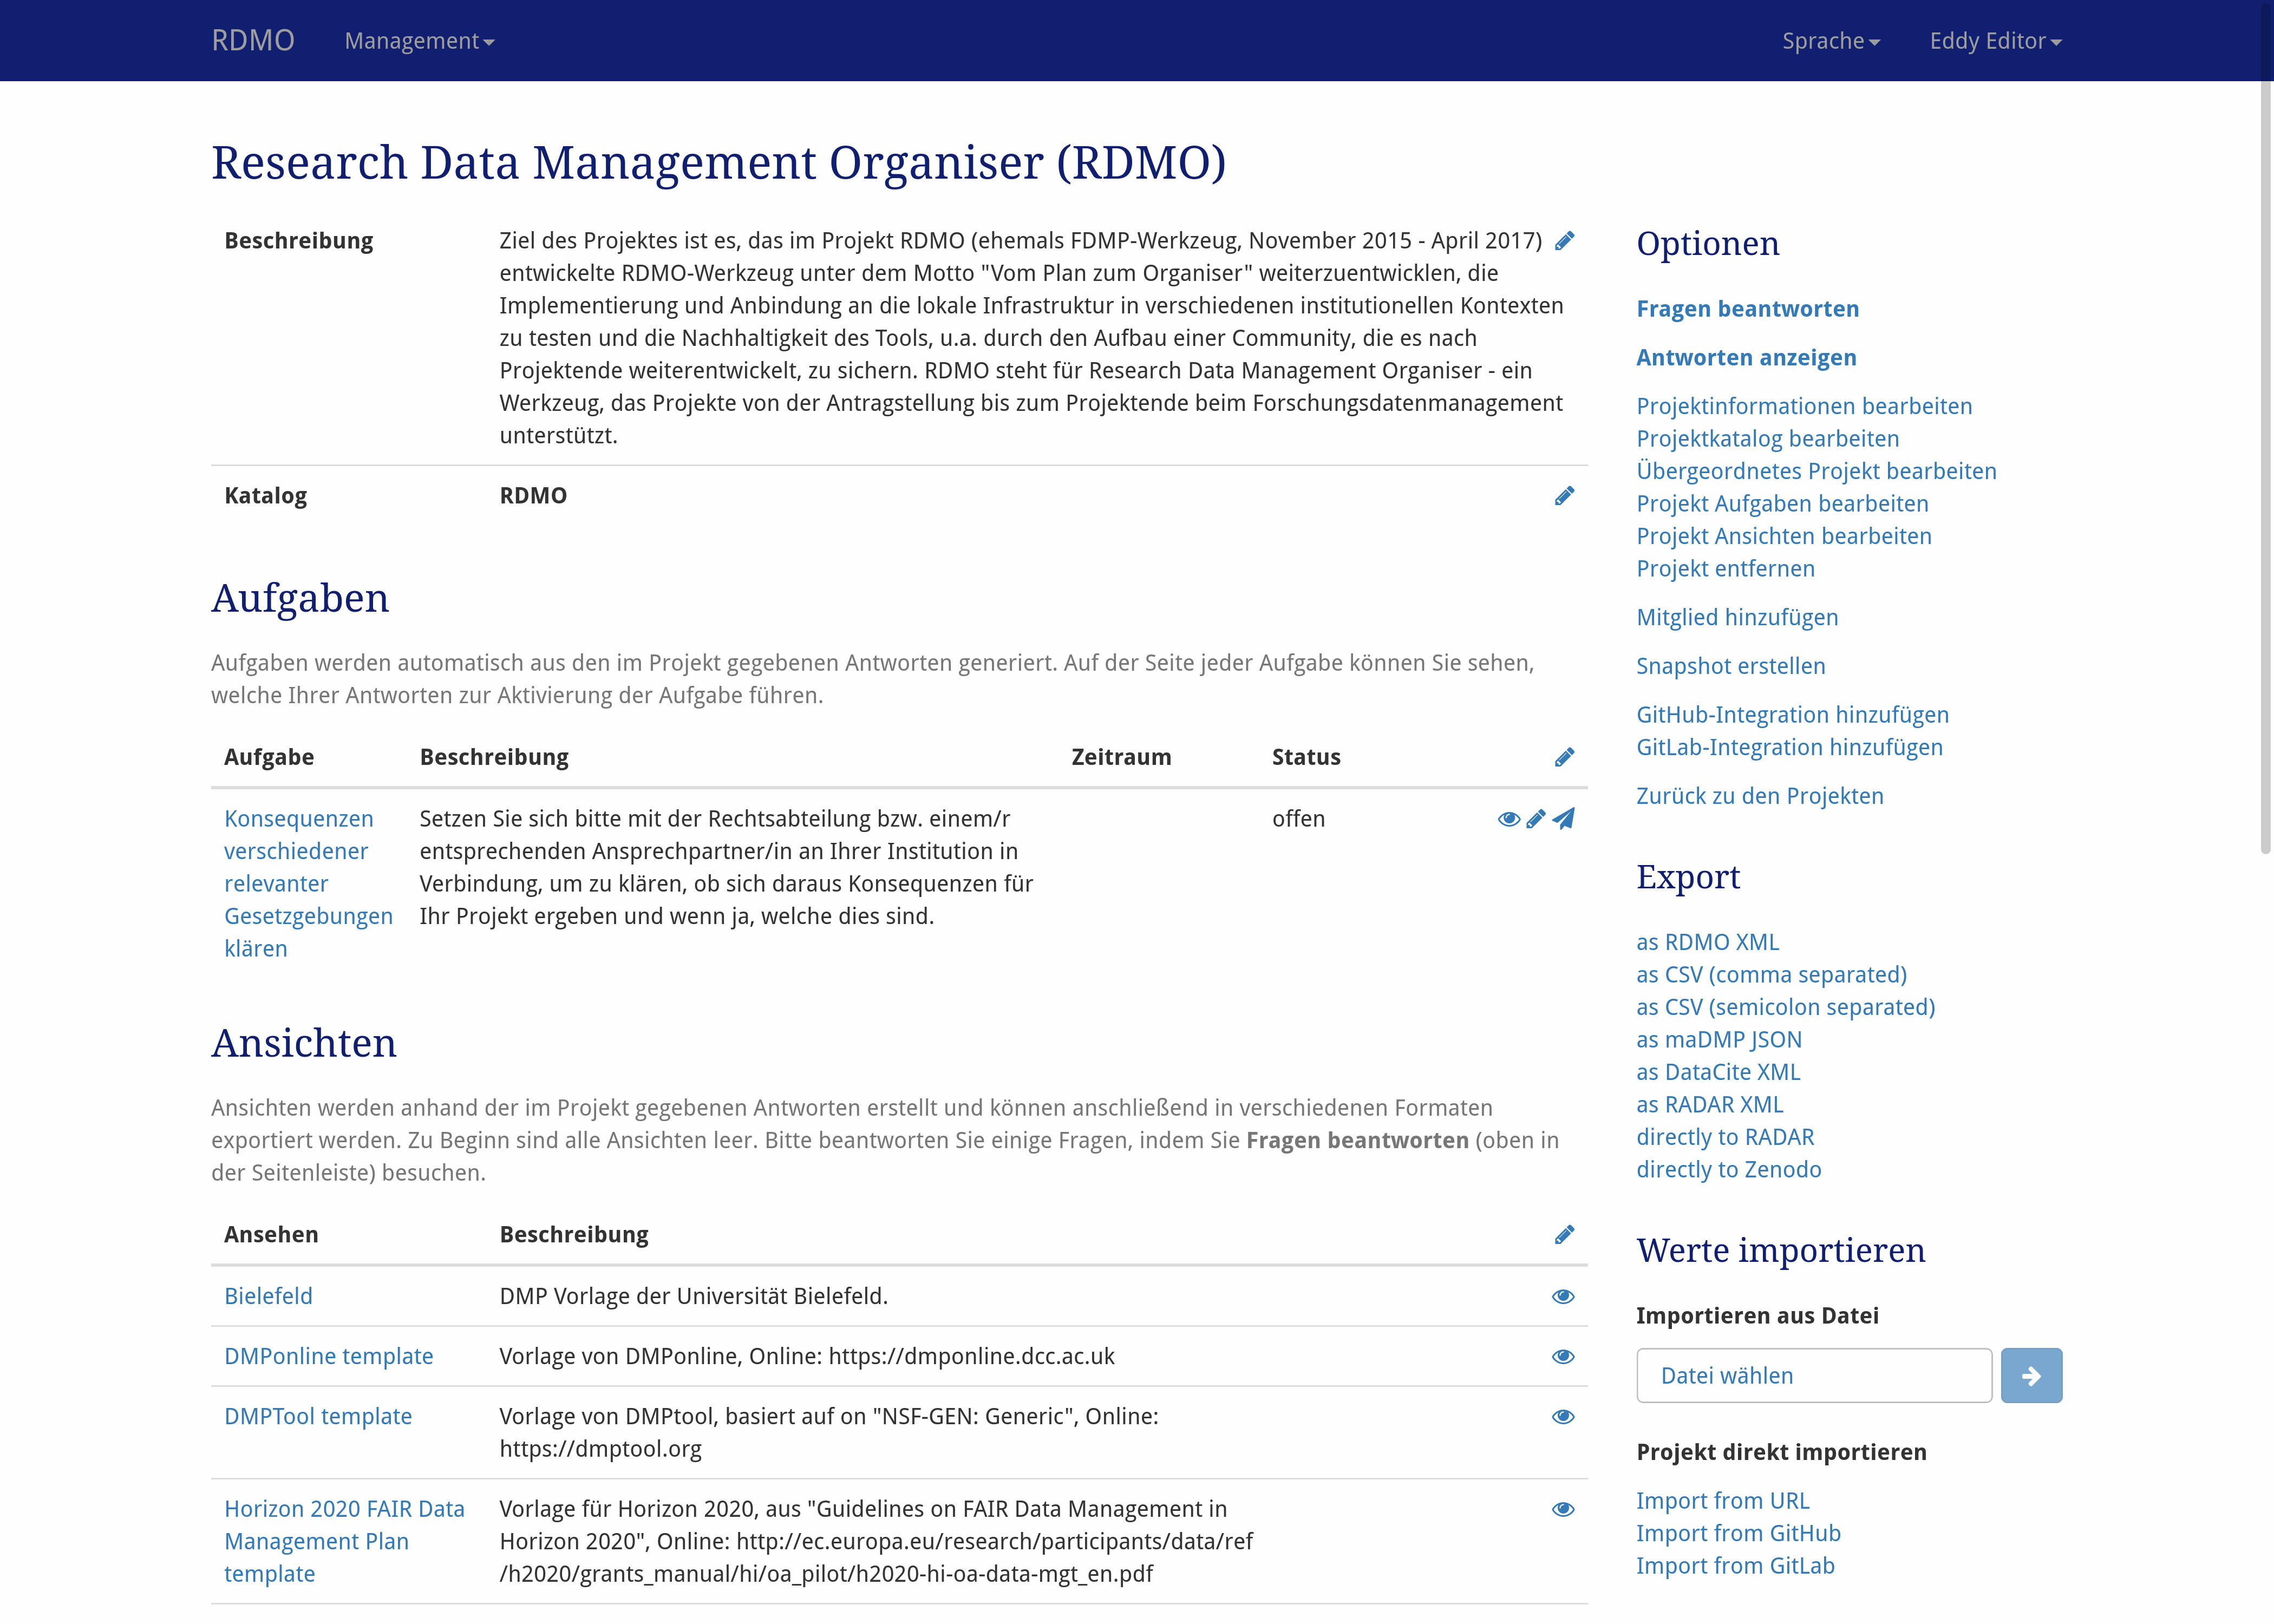 RDMO Management Sprache Eddy Editor
Research Data Management Organiser (RDMO)
Beschreibung
Ziel des Projektes ist es, das im Projekt RDMO (ehemals FDMP-Werkzeug, November 2015 - April 2017)
entwickelte RDMO-Werkzeug unter dem Motto "Vom Plan zum Organiser" weiterzuentwicklen, die
Implementierung und Anbindung an die lokale Infrastruktur in verschiedenen institutionellen Kontexten
zu testen und die Nachhaltigkeit des Tools, u.a. durch den Aufbau einer Community, die es nach
Projektende weiterentwickelt, zu sichern. RDMO steht für Research Data Management Organiser - ein
Werkzeug, das Projekte von der Antragstellung bis zum Projektende beim Forschungsdatenmanagement
unterstützt.
Katalog RDMO
Aufgaben
Aufgaben werden automatisch aus den im Projekt gegebenen Antworten generiert. Auf der Seite jeder Aufgabe können Sie sehen,
welche Ihrer Antworten zur Aktivierung der Aufgabe führen.
Aufgabe Beschreibung Zeitraum Status
Konsequenzen
verschiedener
relevanter
Gesetzgebungen
klären
Setzen Sie sich bitte mit der Rechtsabteilung bzw. einem/r
entsprechenden Ansprechpartner/in an Ihrer Institution in
Verbindung, um zu klären, ob sich daraus Konsequenzen für
Ihr Projekt ergeben und wenn ja, welche dies sind.
offen
Ansichten
Ansichten werden anhand der im Projekt gegebenen Antworten erstellt und können anschließend in verschiedenen Formaten
exportiert werden. Zu Beginn sind alle Ansichten leer. Bitte beantworten Sie einige Fragen, indem Sie Fragen beantworten (oben in
der Seitenleiste) besuchen.
Ansehen Beschreibung
Bielefeld DMP Vorlage der Universität Bielefeld.
DMPonline template Vorlage von DMPonline, Online: https://dmponline.dcc.ac.uk
DMPTool template Vorlage von DMPtool, basiert auf on "NSF-GEN: Generic", Online:
https://dmptool.org
Horizon 2020 FAIR Data
Management Plan
template
Vorlage für Horizon 2020, aus "Guidelines on FAIR Data Management in
Horizon 2020", Online: http://ec.europa.eu/research/participants/data/ref
/h2020/grants_manual/hi/oa_pilot/h2020-hi-oa-data-mgt_en.pdf
Optionen
Fragen beantworten
Antworten anzeigen
Projektinformationen bearbeiten
Projektkatalog bearbeiten
Übergeordnetes Projekt bearbeiten
Projekt Aufgaben bearbeiten
Projekt Ansichten bearbeiten
Projekt entfernen
Mitglied hinzufügen
Snapshot erstellen
GitHub-Integration hinzufügen
GitLab-Integration hinzufügen
Zurück zu den Projekten
Export
as RDMO XML
as CSV (comma separated)
as CSV (semicolon separated)
as maDMP JSON
as DataCite XML
as RADAR XML
directly to RADAR
directly to Zenodo
Werte importieren
Importieren aus Datei
Datei wählen
Projekt direkt importieren
Import from URL
Import from GitHub
Import from GitLab